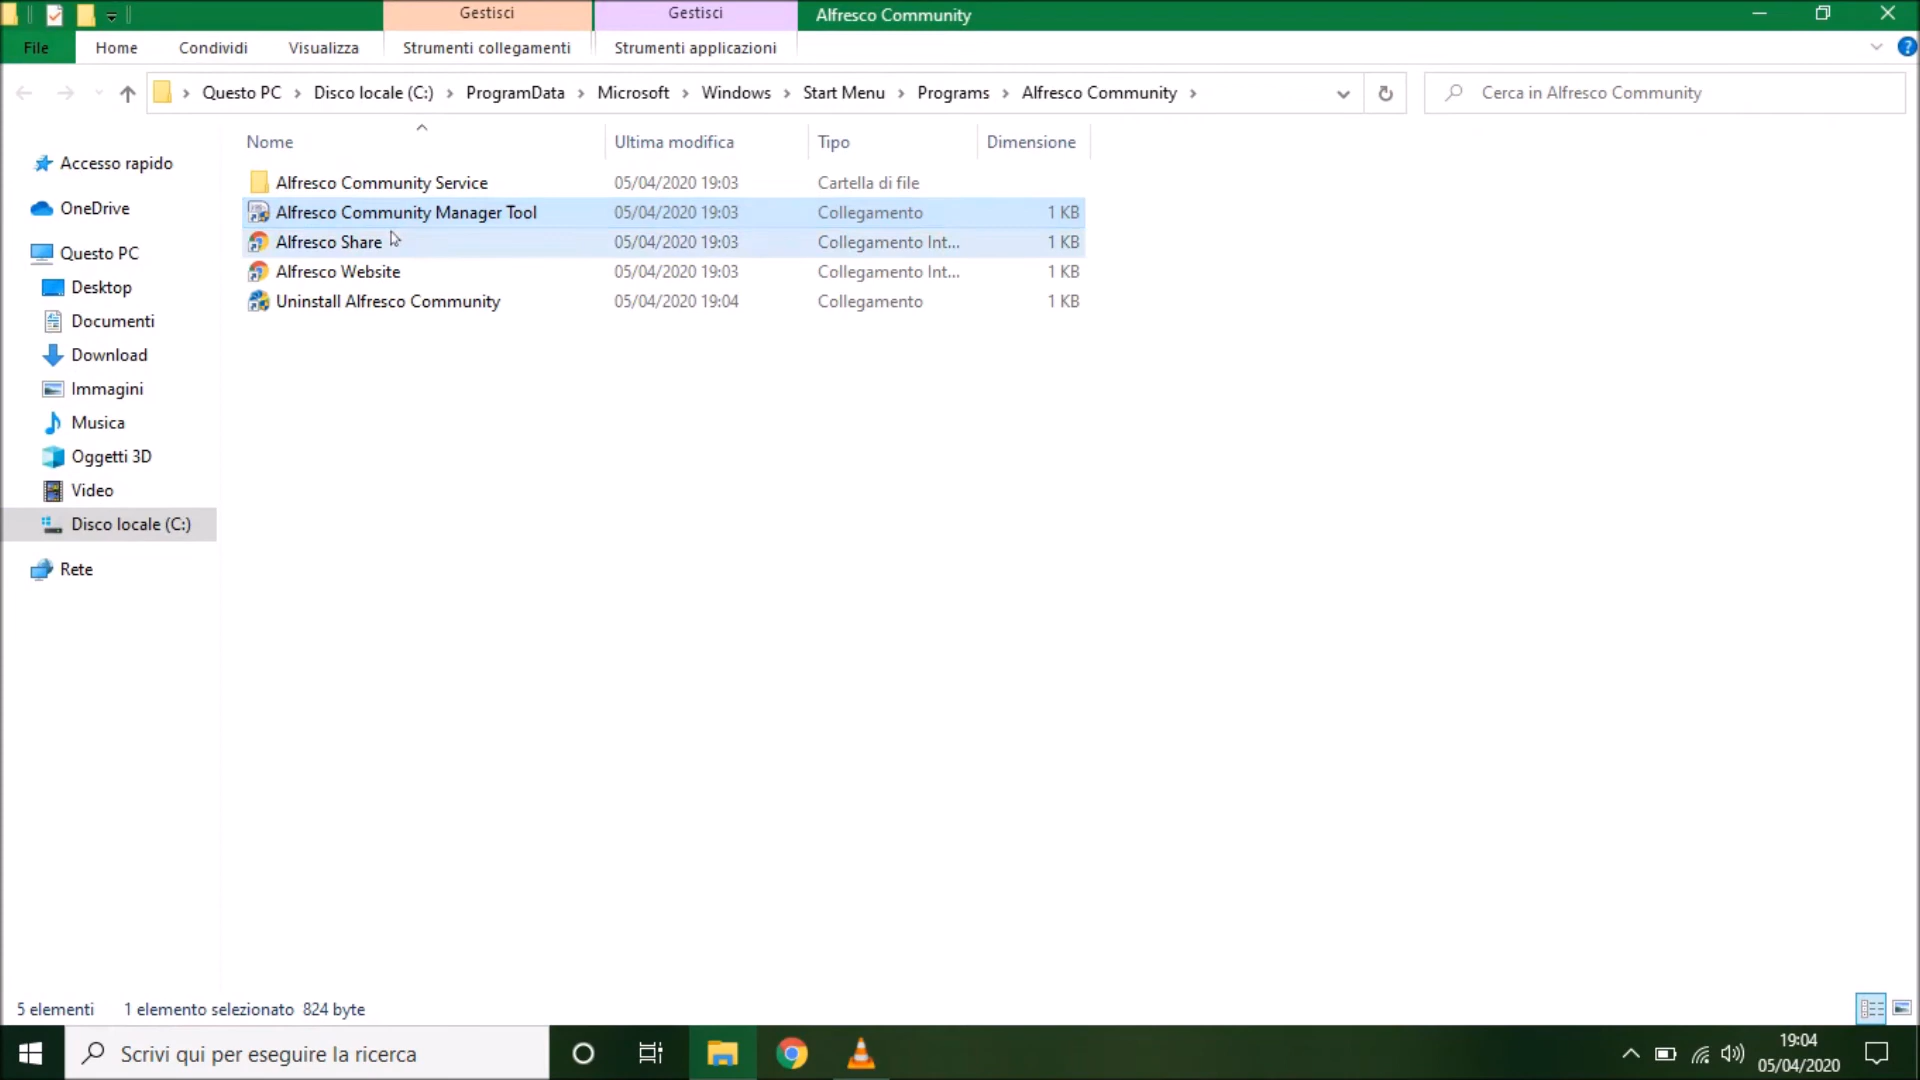 Gestisci Gestisci Alfresco Community
File Home Condividi Visualizza Strumenti collegamenti Strumenti applicazioni
Questo PC Disco locale (C:) ProgramData Microsoft Windows Start Menu Programs Alfresco Community Cerca in Alfresco Community
Nome Ultima modifica Tipo Dimensione
Accesso rapido
OneDrive
Questo PC
Desktop
Documenti
Download
Immagini
Musica
Oggetti 3D
Video
Disco locale (C:)
Rete
Alfresco Community Service 05/04/2020 19:03 Cartella di file
Alfresco Community Manager Tool 05/04/2020 19:03 Collegamento 1 KB
Alfresco Share 05/04/2020 19:03 Collegamento Int... 1 KB
Alfresco Website 05/04/2020 19:03 Collegamento Int... 1 KB
Uninstall Alfresco Community 05/04/2020 19:04 Collegamento 1 KB
5 elementi 1 elemento selezionato 824 byte
Scrivi qui per eseguire la ricerca
19:04
05/04/2020